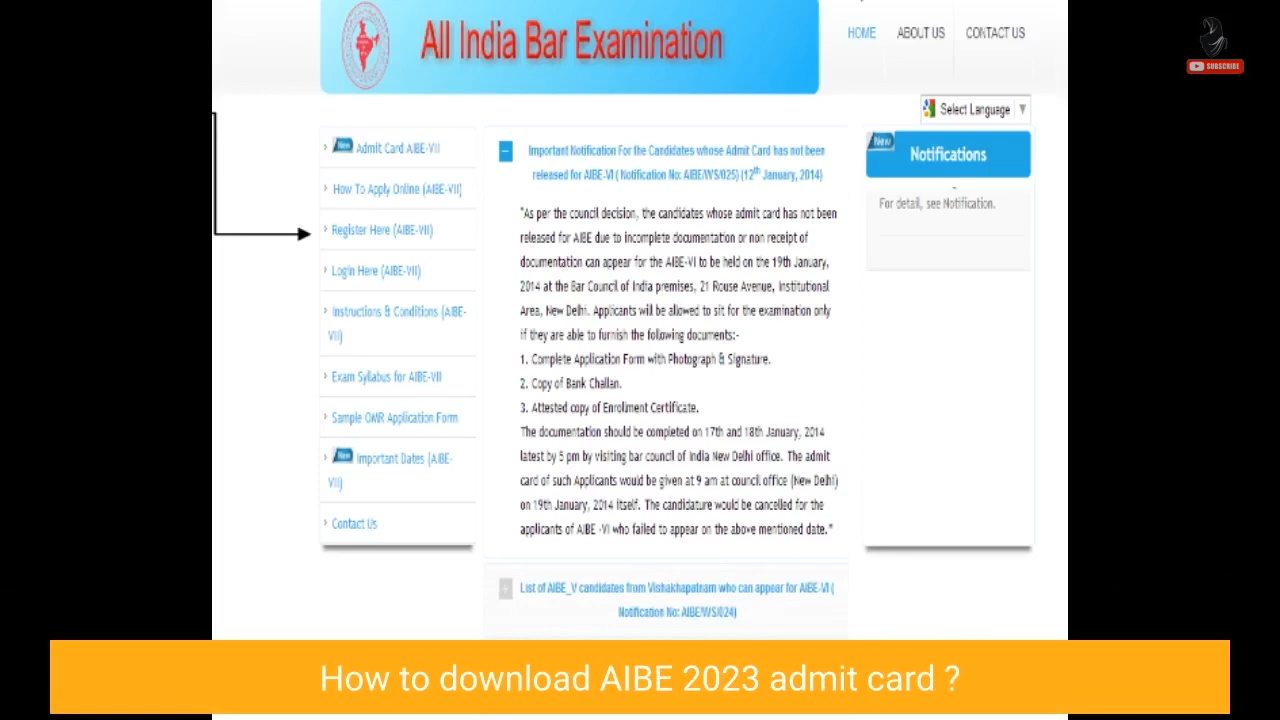 All India Bar Examination
HOME
ABOUT US
CONTACT US
SUBSCRIBE
Select Language
New Admit Card AIBE-VII
How To Apply Online (AIBE-VII)
Register Here (AIBE-VII)
Login Here (AIBE-VII)
Instructions & Conditions (AIBE-
VII)
Exam Syllabus for AIBE-VII
Sample OMR Application Form
New Important Dates (AIBE-
VII)
Contact Us
Important Notification For the Candidates whose Admit Card has not been
released for AIBE-VI ( Notification No: AIBE/WS/025) (12th January, 2014)
"As per the council decision, the candidates whose admit card has not been
released for AIBE due to incomplete documentation or non receipt of
documentation can appear for the AIBE-VI to be held on the 19th January,
2014 at the Bar Council of India premises, 21 Rouse Avenue, Institutional
Area, New Delhi. Applicants will be allowed to sit for the examination only
if they are able to furnish the following documents:-
1. Complete Application Form with Photograph & Signature.
2. Copy of Bank Challan.
3. Attested copy of Enrollment Certificate.
The documentation should be completed on 17th and 18th January, 2014
latest by 5 pm by visiting bar council of India New Delhi office. The admit
card of such Applicants would be given at 9 am at council office (New Delhi)
on 19th January, 2014 itself. The candidature would be cancelled for the
applicants of AIBE -VI who failed to appear on the above mentioned date."
List of AIBE_V candidates from Vishakhapatnam who can appear for AIBE-VI (
Notification No: AIBE/WS/024)
New
Notifications
For detail, see Notification.
How to download AIBE 2023 admit card ?